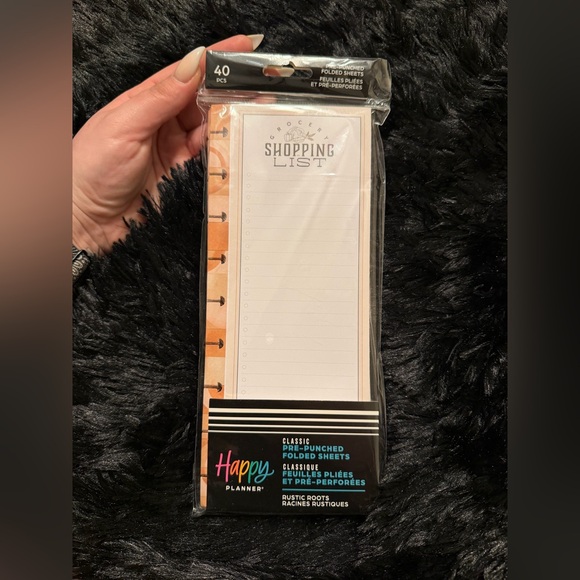 40
PCS
PRE-PUNCHED
FOLDED SHEETS
FEUILLES PLIÉES
ET PRÉ-PERFORÉES
GROCERY
SHOPPING
LIST
CLASSIC
PRE-PUNCHED
FOLDED SHEETS
CLASSIQUE
FEUILLES PLIÉES
ET PRÉ-PERFORÉES
RUSTIC ROOTS
RACINES RUSTIQUES
Happy
PLANNER®